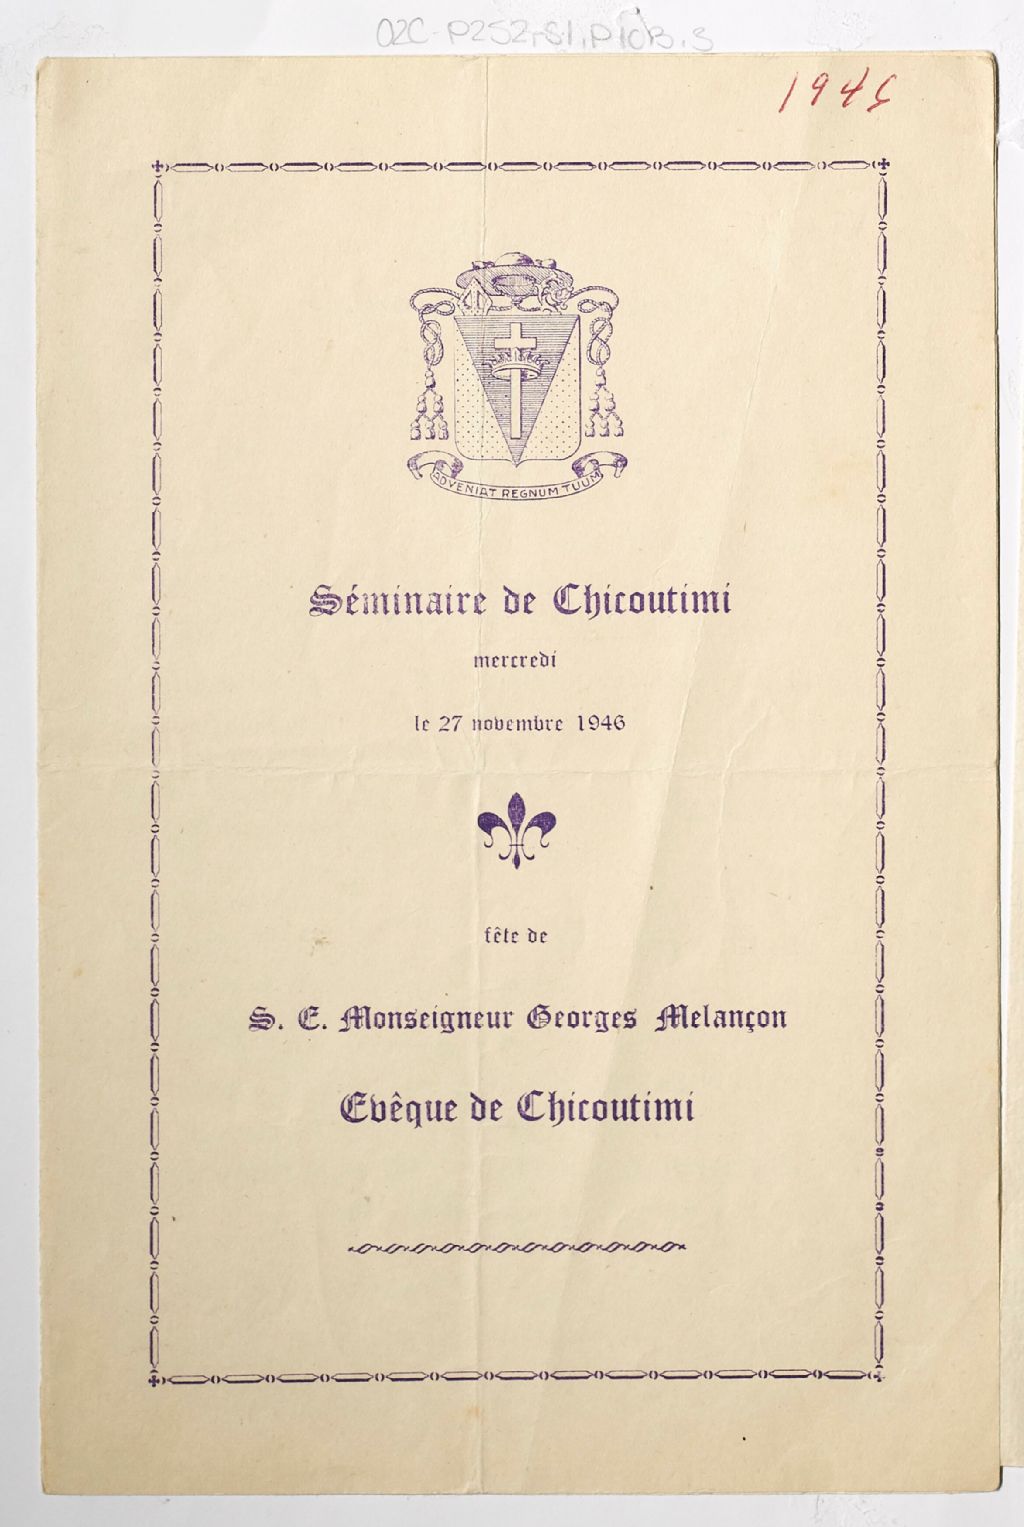 02C-P252,S1,P10B.3
1946
ADVENIAT REGNUM TUUM
Séminaire de Chicoutimi
mercredi
le 27 novembre 1946
fête de
S. E. Monseigneur Georges Melançon
Evêque de Chicoutimi